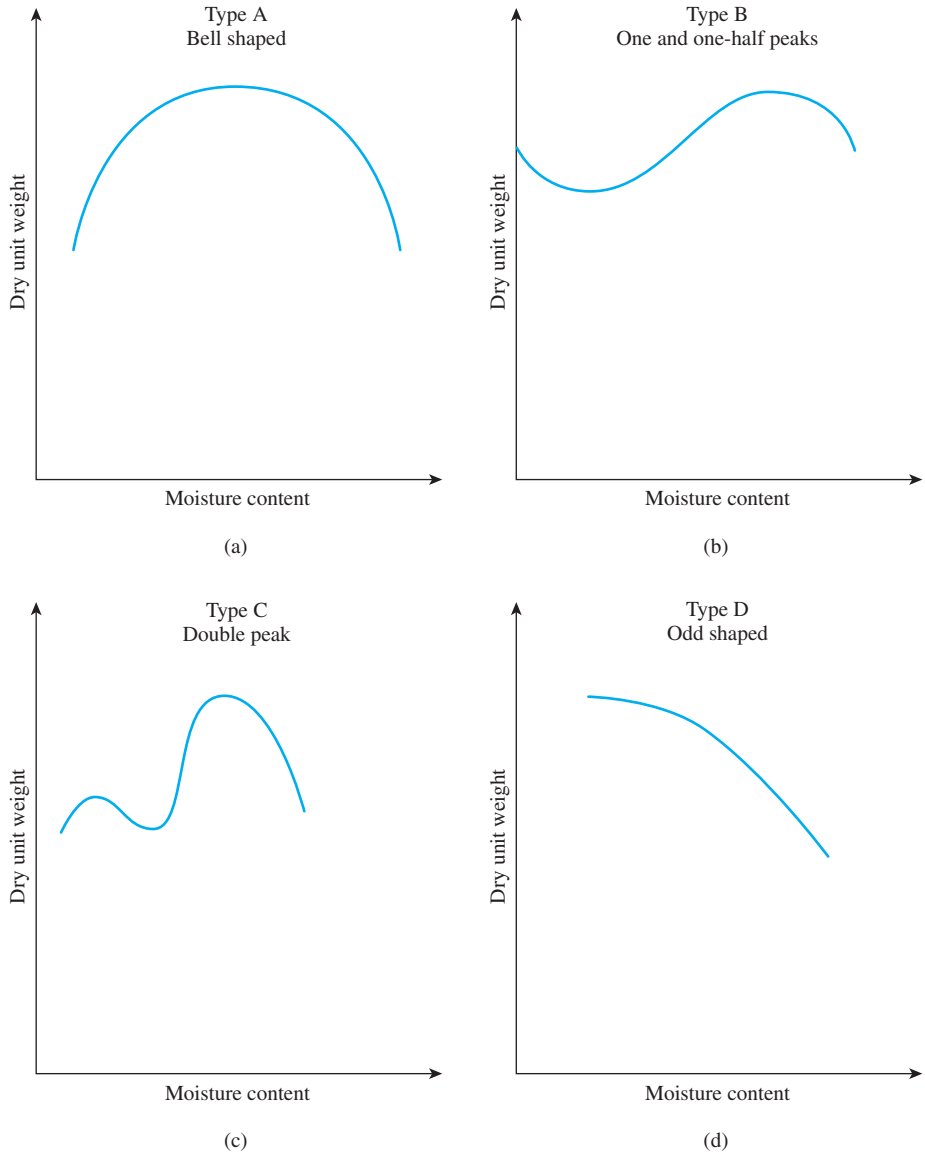 Type A
Bell shaped
Dry unit weight
Moisture content
(a)
Type B
One and one-half peaks
Dry unit weight
Moisture content
(b)
Type C
Double peak
Dry unit weight
Moisture content
(c)
Type D
Odd shaped
Dry unit weight
Moisture content
(d)